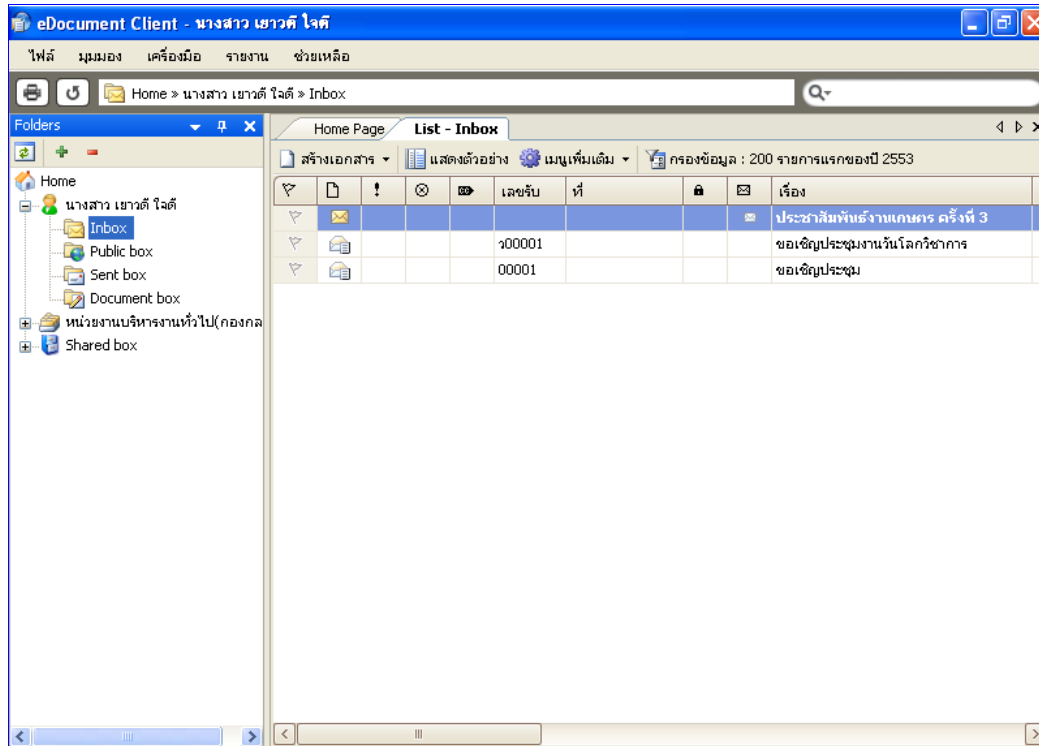 eDocument Client - นางสาว เยาวดี ใจดี
ไฟล์ มุมมอง เครื่องมือ รายงาน ช่วยเหลือ
Home » นางสาว เยาวดี ใจดี » Inbox
Folders
Home
นางสาว เยาวดี ใจดี
Inbox
Public box
Sent box
Document box
หน่วยงานบริหารงานทั่วไป(กองกล
Shared box
Home Page List - Inbox
สร้างเอกสาร แสดงตัวอย่าง เมนูเพิ่มเติม กรองข้อมูล : 200 รายการแรกของปี 2553
เลขรับ ที่ เรื่อง
ประชาสัมพันธ์งานเกษตร ครั้งที่ 3
ว00001 ขอเชิญประชุมงานวันโลกวิชาการ
00001 ขอเชิญประชุม